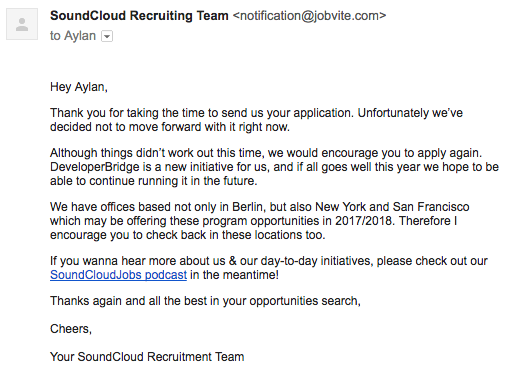 SoundCloud Recruiting Team <notification@jobvite.com>
to Aylan
Hey Aylan,
Thank you for taking the time to send us your application. Unfortunately we've
decided not to move forward with it right now.
Although things didn't work out this time, we would encourage you to apply again.
DeveloperBridge is a new initiative for us, and if all goes well this year we hope to be
able to continue running it in the future.
We have offices based not only in Berlin, but also New York and San Francisco
which may be offering these program opportunities in 2017/2018. Therefore I
encourage you to check back in these locations too.
If you wanna hear more about us & our day-to-day initiatives, please check out our
SoundCloudJobs podcast in the meantime!
Thanks again and all the best in your opportunities search,
Cheers,
Your SoundCloud Recruitment Team